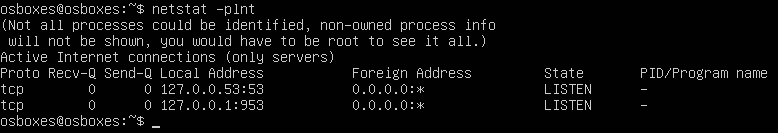 osboxes@osboxes:~$ netstat -plnt
(Not all processes could be identified, non-owned process info
 will not be shown, you would have to be root to see it all.)
Active Internet connections (only servers)
Proto Recv-Q Send-Q Local Address           Foreign Address         State       PID/Program name
tcp        0      0 127.0.0.53:53           0.0.0.0:*               LISTEN      -
tcp        0      0 127.0.0.1:953           0.0.0.0:*               LISTEN      -
osboxes@osboxes:~$ _